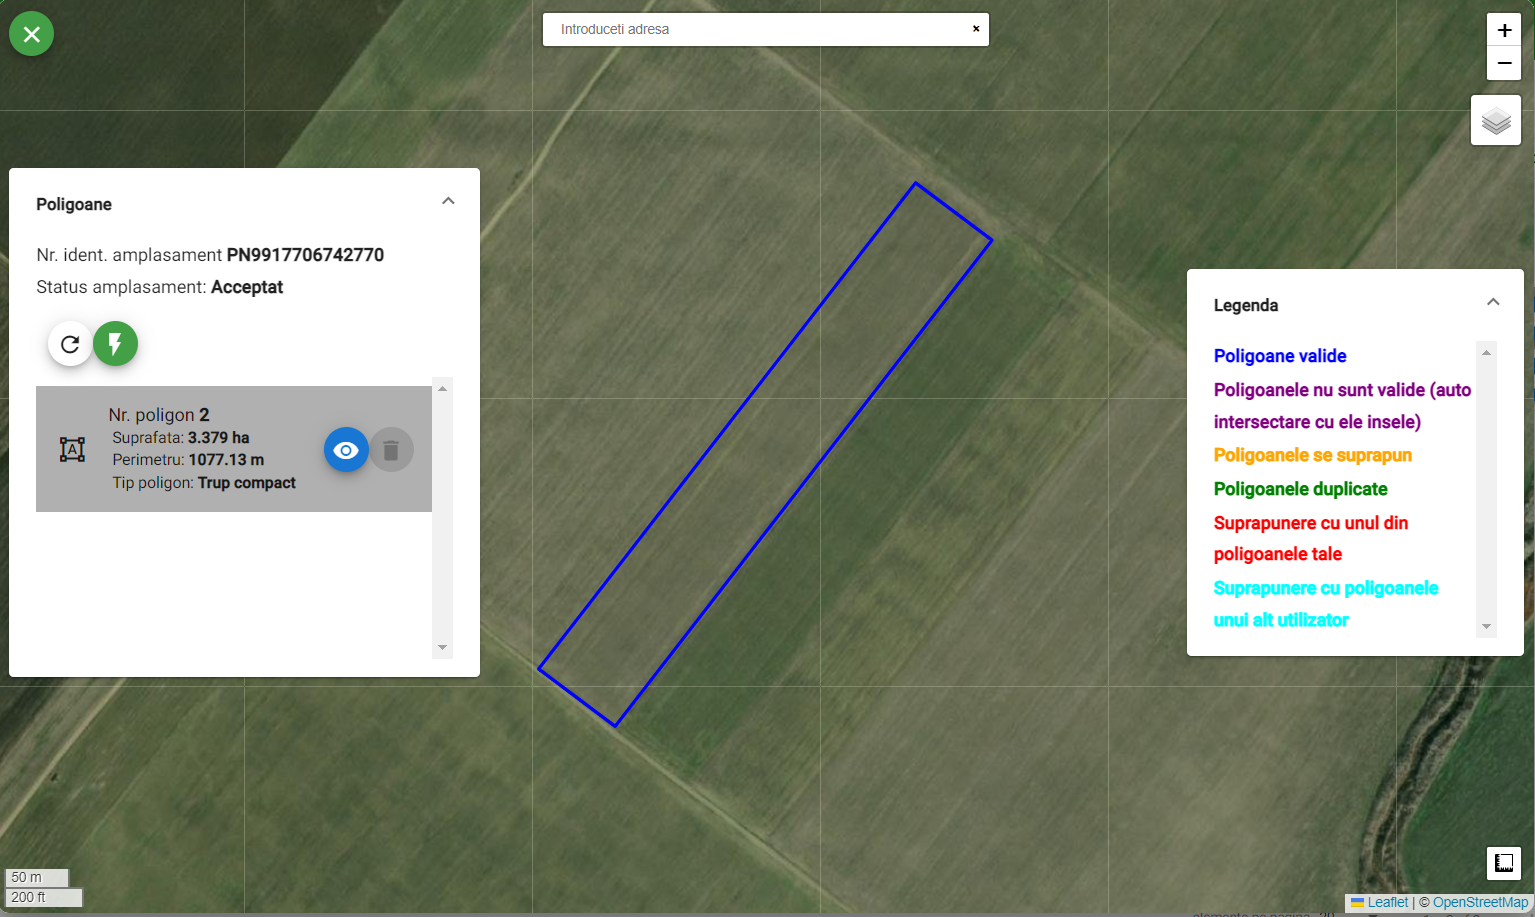 Introduceti adresa
×
+
−
Poligoane
Nr. ident. amplasament PN9917706742770
Status amplasament: Acceptat
A
Nr. poligon 2
Suprafata: 3.379 ha
Perimetru: 1077.13 m
Tip poligon: Trup compact
Legenda
Poligoane valide
Poligoanele nu sunt valide (auto
intersectare cu ele insele)
Poligoanele se suprapun
Poligoanele duplicate
Suprapunere cu unul din
poligoanele tale
Suprapunere cu poligoanele
unui alt utilizator
50 m
200 ft
Leaflet | © OpenStreetMap